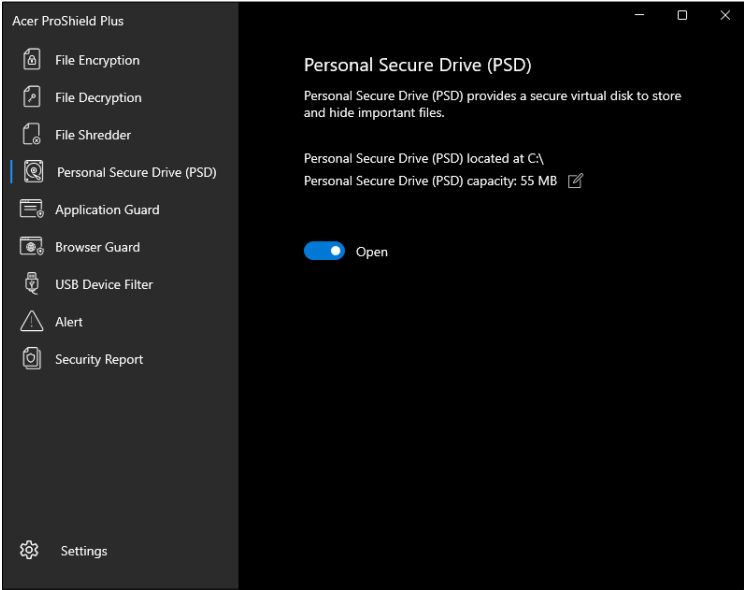 Acer ProShield Plus
File Encryption
File Decryption
File Shredder
Personal Secure Drive (PSD)
Application Guard
Browser Guard
USB Device Filter
Alert
Security Report
Settings
Personal Secure Drive (PSD)
Personal Secure Drive (PSD) provides a secure virtual disk to store
and hide important files.
Personal Secure Drive (PSD) located at C:\
Personal Secure Drive (PSD) capacity: 55 MB
Open